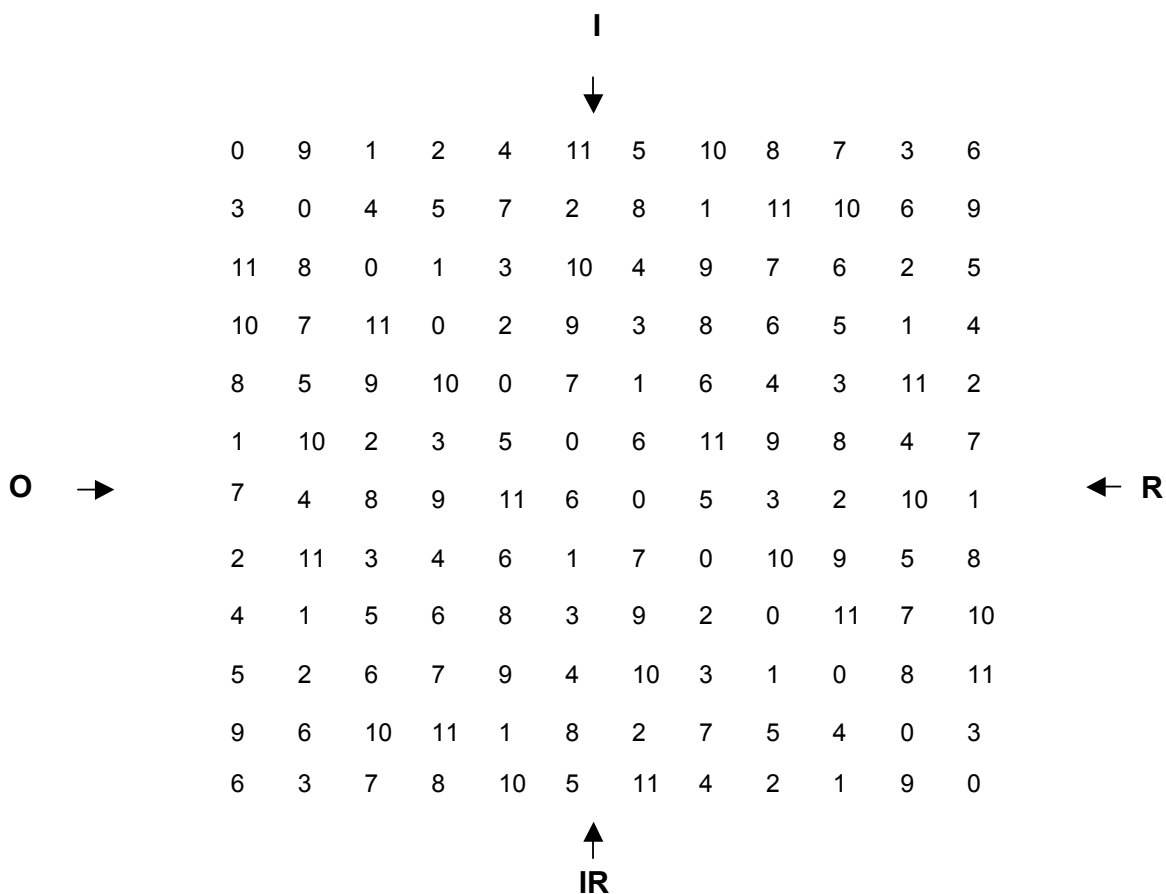 I
0 9 1 2 4 11 5 10 8 7 3 6
3 0 4 5 7 2 8 1 11 10 6 9
11 8 0 1 3 10 4 9 7 6 2 5
10 7 11 0 2 9 3 8 6 5 1 4
8 5 9 10 0 7 1 6 4 3 11 2
1 10 2 3 5 0 6 11 9 8 4 7
O 7 4 8 9 11 6 0 5 3 2 10 1 R
2 11 3 4 6 1 7 0 10 9 5 8
4 1 5 6 8 3 9 2 0 11 7 10
5 2 6 7 9 4 10 3 1 0 8 11
9 6 10 11 1 8 2 7 5 4 0 3
6 3 7 8 10 5 11 4 2 1 9 0
IR